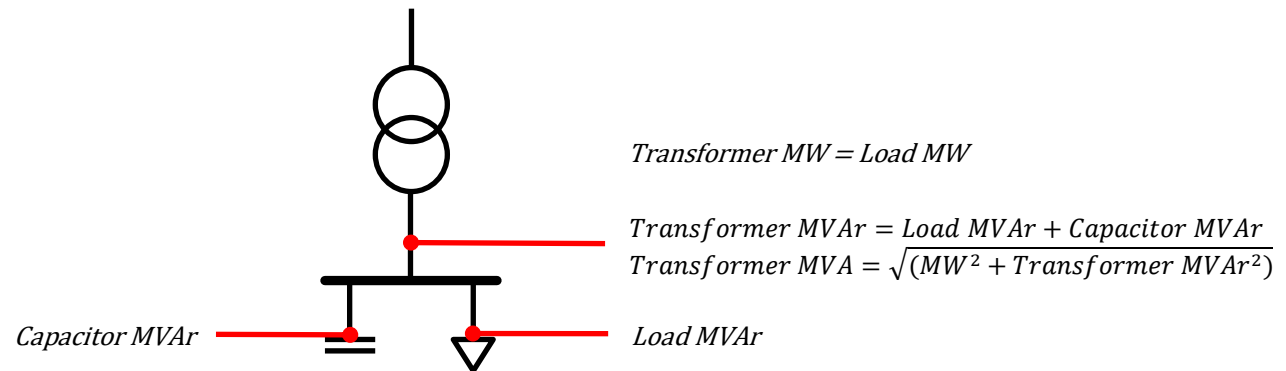 Transformer MW = Load MW
Transformer MVAr = Load MVAr + Capacitor MVAr
Transformer MVA = √(MW² + Transformer MVAr²)
Capacitor MVAr
Load MVAr